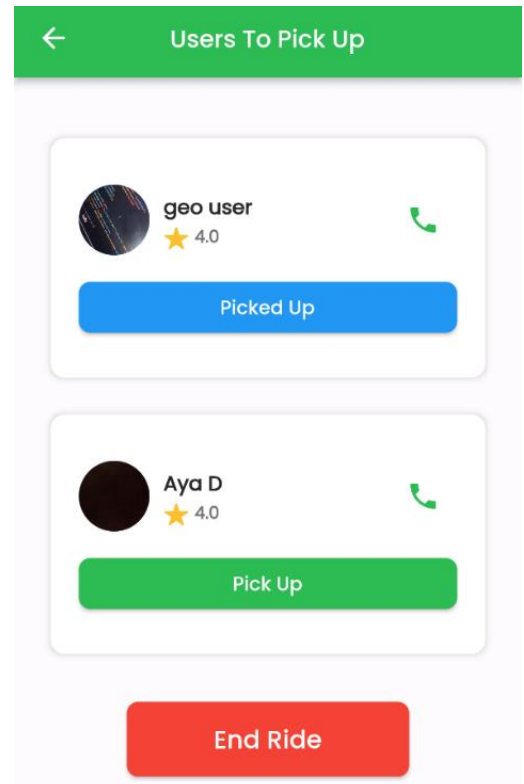 Users To Pick Up
geo user
4.0
Picked Up
Aya D
4.0
Pick Up
End Ride